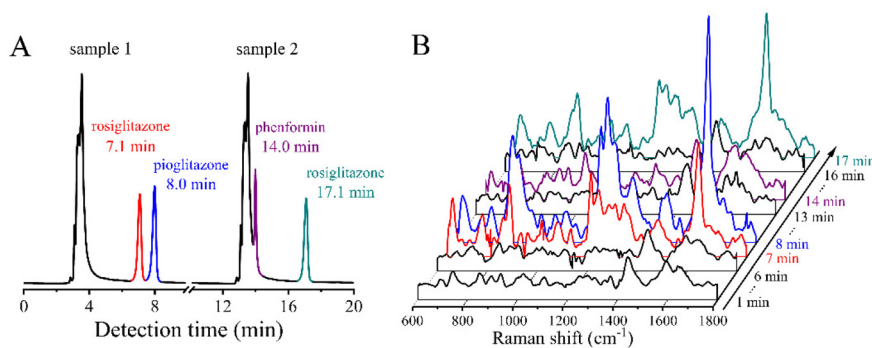 A
sample 1
sample 2
rosiglitazone
7.1 min
pioglitazone
8.0 min
phenformin
14.0 min
rosiglitazone
17.1 min
0 4 8 12 16 20
Detection time (min)
B
17 min
16 min
14 min
13 min
8 min
7 min
6 min
1 min
600 800 1000 1200 1400 1600 1800
Raman shift (cm-1)